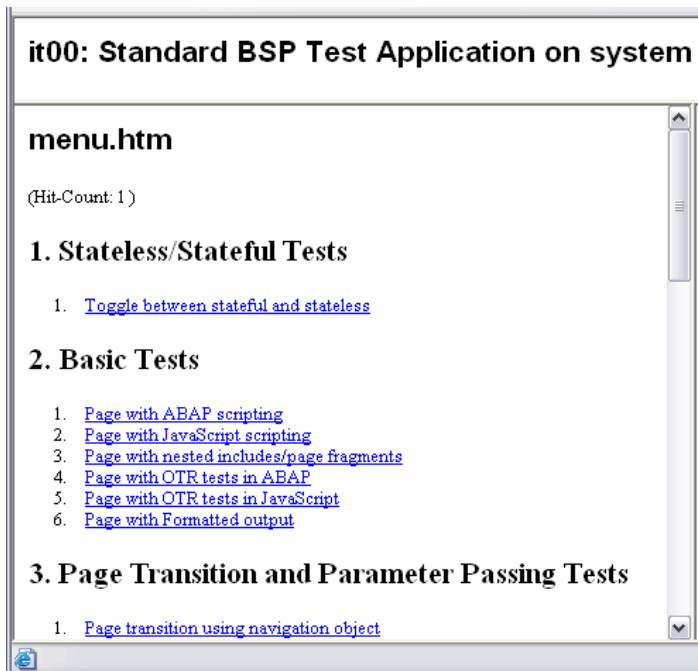 it00: Standard BSP Test Application on system
menu.htm
(Hit-Count: 1 )
1. Stateless/Stateful Tests
1. Toggle between stateful and stateless
2. Basic Tests
1. Page with ABAP scripting
2. Page with JavaScript scripting
3. Page with nested includes/page fragments
4. Page with OTR tests in ABAP
5. Page with OTR tests in JavaScript
6. Page with Formatted output
3. Page Transition and Parameter Passing Tests
1. Page transition using navigation object